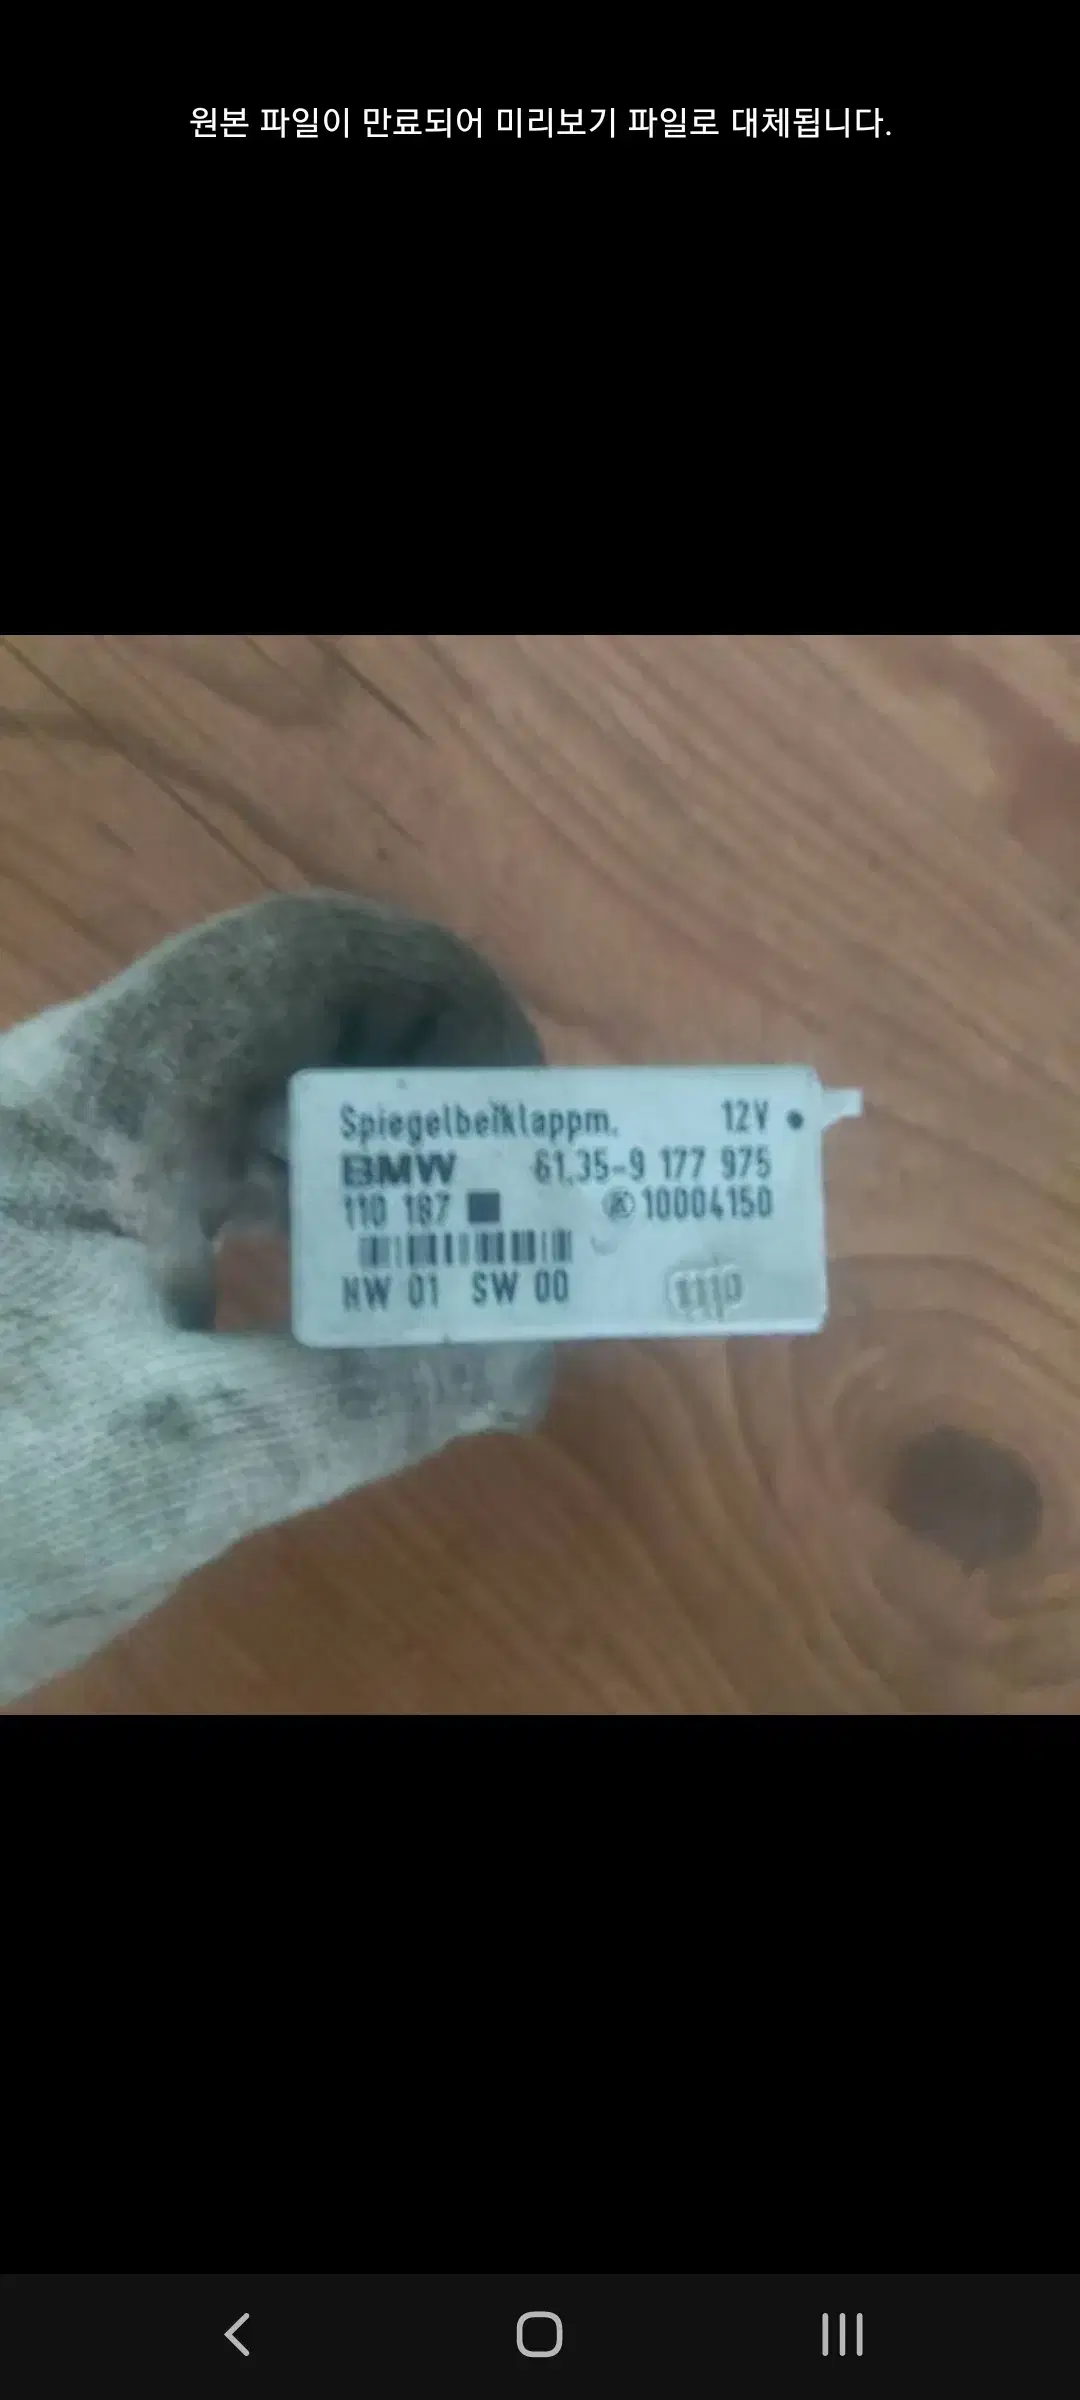 원본 파일이 만료되어 미리보기 파일로 대체됩니다.
Spiegelbeiklappm. 12V
BMW 61.35-9 177 975
110 187 10004150
HW 01 SW 00